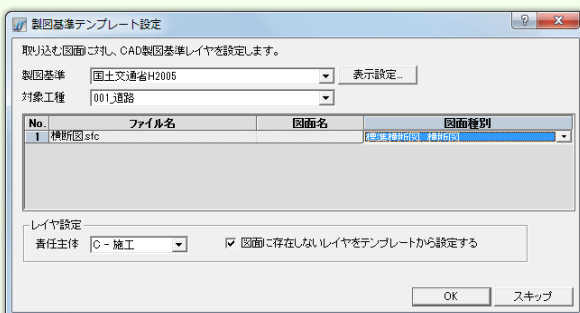 製図基準テンプレート設定
取り込む図面に対し、CAD製図基準レイヤを設定します。
製図基準 国土交通省H2005 表示設定...
対象工種 001_道路
No. ファイル名 図面名 図面種別
1 横断図.sfc 標準横断図、横断図
レイヤ設定
責任主体 C - 施工 図面に存在しないレイヤをテンプレートから設定する
OK スキップ